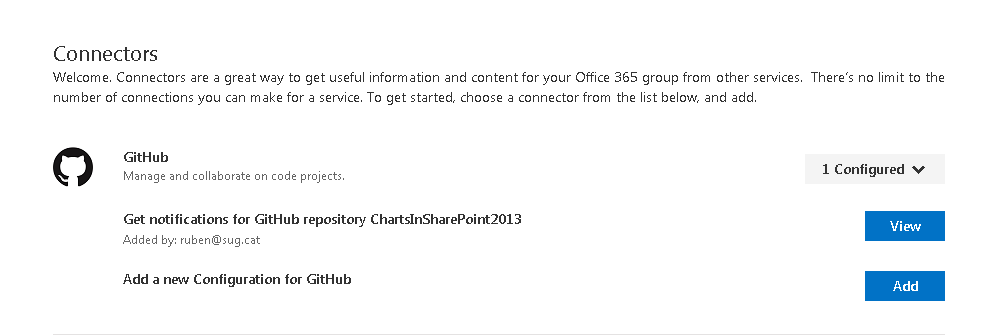 Connectors
Welcome. Connectors are a great way to get useful information and content for your Office 365 group from other services.  There's no limit to the
number of connections you can make for a service. To get started, choose a connector from the list below, and add.
GitHub
Manage and collaborate on code projects.
1 Configured
Get notifications for GitHub repository ChartsInSharePoint2013
Added by: ruben@sug.cat
View
Add a new Configuration for GitHub
Add